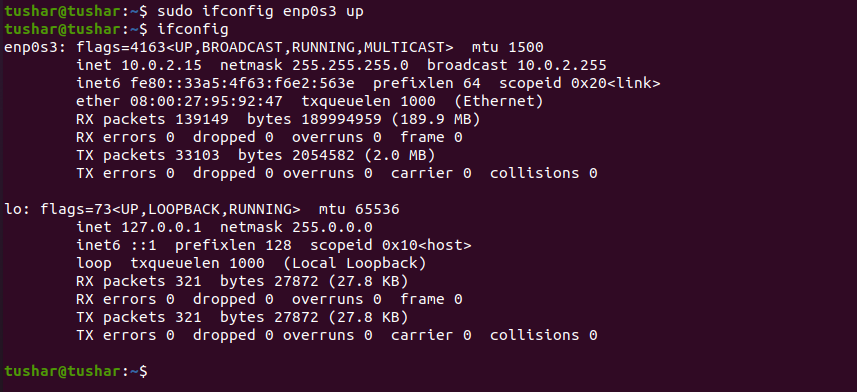 tushar@tushar:~$ sudo ifconfig enp0s3 up
tushar@tushar:~$ ifconfig
enp0s3: flags=4163<UP,BROADCAST,RUNNING,MULTICAST>  mtu 1500
        inet 10.0.2.15  netmask 255.255.255.0  broadcast 10.0.2.255
        inet6 fe80::33a5:4f63:f6e2:563e  prefixlen 64  scopeid 0x20<link>
        ether 08:00:27:95:92:47  txqueuelen 1000  (Ethernet)
        RX packets 139149  bytes 189994959 (189.9 MB)
        RX errors 0  dropped 0  overruns 0  frame 0
        TX packets 33103  bytes 2054582 (2.0 MB)
        TX errors 0  dropped 0 overruns 0  carrier 0  collisions 0

lo: flags=73<UP,LOOPBACK,RUNNING>  mtu 65536
        inet 127.0.0.1  netmask 255.0.0.0
        inet6 ::1  prefixlen 128  scopeid 0x10<host>
        loop  txqueuelen 1000  (Local Loopback)
        RX packets 321  bytes 27872 (27.8 KB)
        RX errors 0  dropped 0  overruns 0  frame 0
        TX packets 321  bytes 27872 (27.8 KB)
        TX errors 0  dropped 0 overruns 0  carrier 0  collisions 0

tushar@tushar:~$